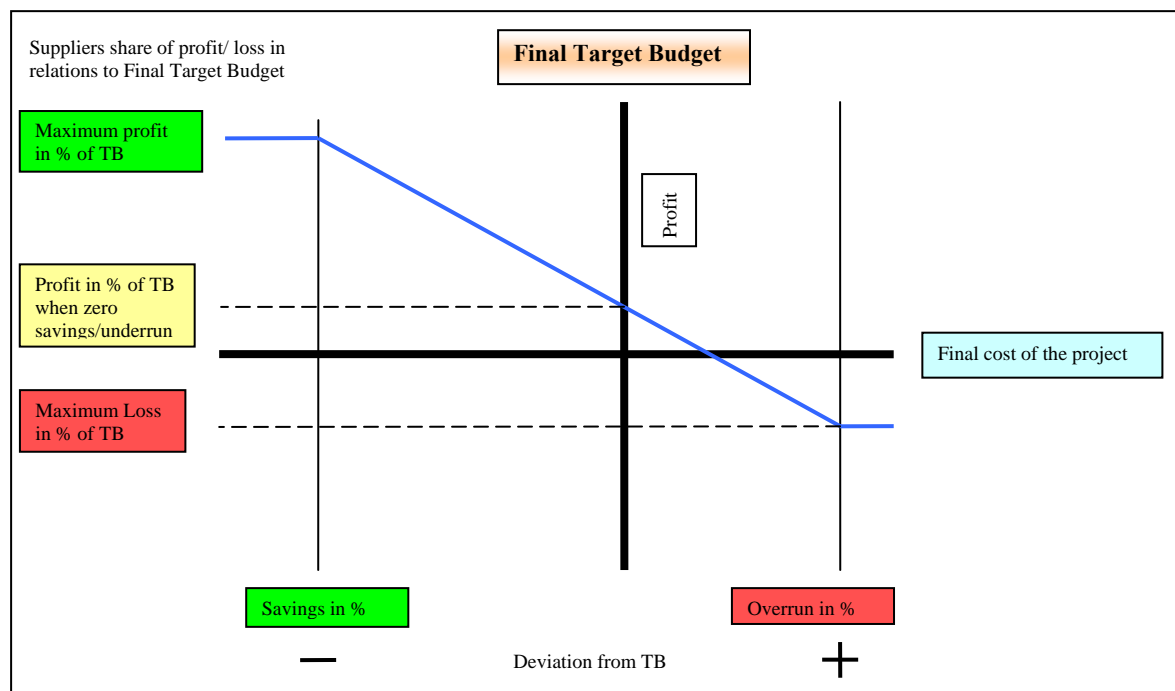 Suppliers share of profit/ loss in
relations to Final Target Budget
Final Target Budget
Maximum profit
in % of TB
Profit
Profit in % of TB
when zero
savings/underrun
Final cost of the project
Maximum Loss
in % of TB
Savings in %
Overrun in %
Deviation from TB